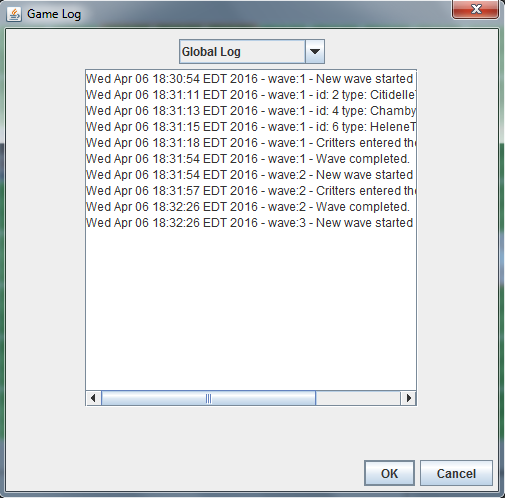 Game Log
Global Log
Wed Apr 06 18:30:54 EDT 2016 - wave:1 - New wave started
Wed Apr 06 18:31:11 EDT 2016 - wave:1 - id: 2 type: Citidelle
Wed Apr 06 18:31:13 EDT 2016 - wave:1 - id: 4 type: Chamby
Wed Apr 06 18:31:15 EDT 2016 - wave:1 - id: 6 type: HeleneT
Wed Apr 06 18:31:18 EDT 2016 - wave:1 - Critters entered the
Wed Apr 06 18:31:54 EDT 2016 - wave:1 - Wave completed.
Wed Apr 06 18:31:54 EDT 2016 - wave:2 - New wave started
Wed Apr 06 18:31:57 EDT 2016 - wave:2 - Critters entered the
Wed Apr 06 18:32:26 EDT 2016 - wave:2 - Wave completed.
Wed Apr 06 18:32:26 EDT 2016 - wave:3 - New wave started
OK Cancel